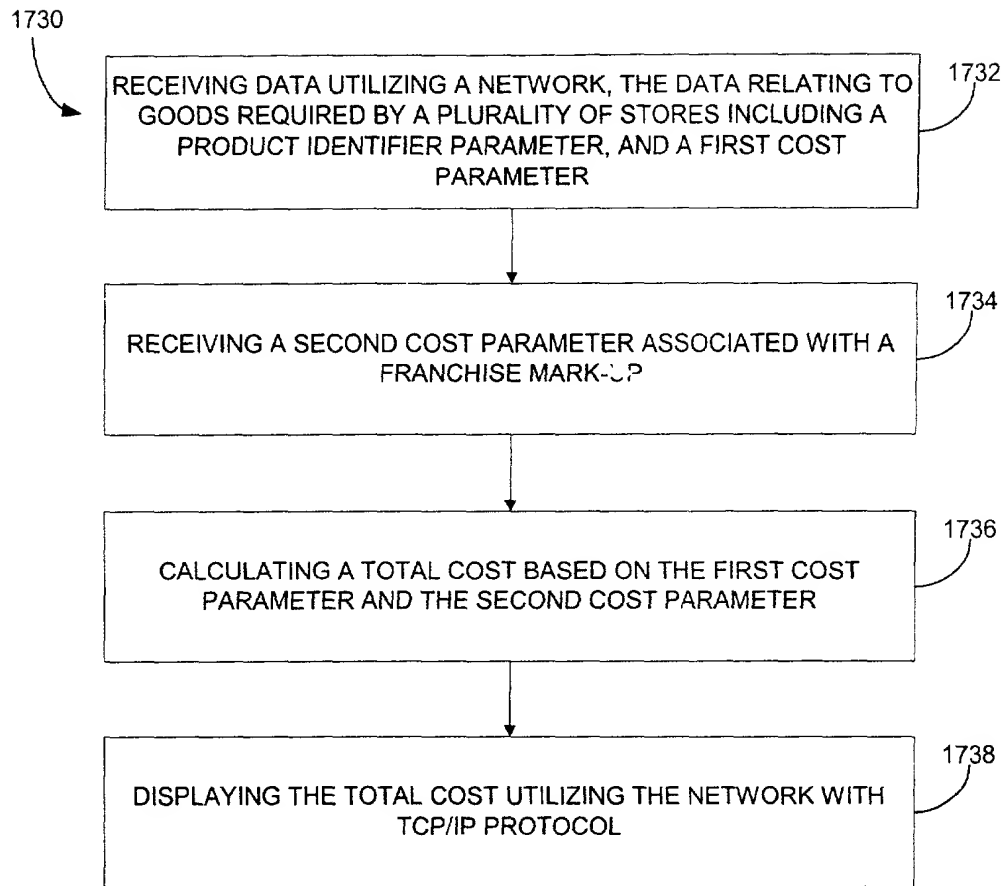 1730
RECEIVING DATA UTILIZING A NETWORK, THE DATA RELATING TO
GOODS REQUIRED BY A PLURALITY OF STORES INCLUDING A
PRODUCT IDENTIFIER PARAMETER, AND A FIRST COST
PARAMETER
1732
RECEIVING A SECOND COST PARAMETER ASSOCIATED WITH A
FRANCHISE MARK-UP
1734
CALCULATING A TOTAL COST BASED ON THE FIRST COST
PARAMETER AND THE SECOND COST PARAMETER
1736
DISPLAYING THE TOTAL COST UTILIZING THE NETWORK WITH
TCP/IP PROTOCOL
1738